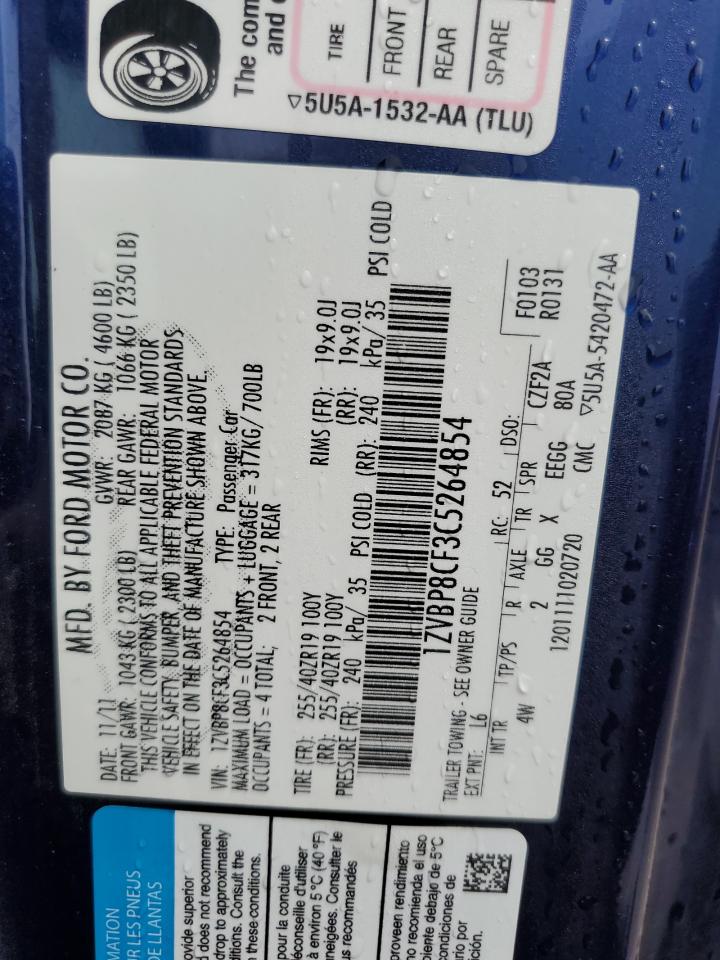 MFD. BY FORD MOTOR CO.
DATE: 11/11 GVWR: 2087 KG ( 4600 LB)
FRONT GAWR: 1043 KG ( 2300 LB) REAR GAWR: 1066 KG ( 2350 LB)
THIS VEHICLE CONFORMS TO ALL APPLICABLE FEDERAL MOTOR
VEHICLE SAFETY, BUMPER, AND THEFT PREVENTION STANDARDS
IN EFFECT ON THE DATE OF MANUFACTURE SHOWN ABOVE.
VIN: 1ZVBP8CF3C5264854 TYPE: Passenger Car
MAXIMUM LOAD = OCCUPANTS + LUGGAGE = 317KG/700LB
OCCUPANTS = 4 TOTAL; 2 FRONT, 2 REAR
TIRE (FR): 255/40ZR19 100Y RIMS (FR): 19x9.0J
(RR): 255/40ZR19 100Y (RR): 19x9.0J
PRESSURE (FR): 240 kPa/ 35 PSI COLD (RR): 240 kPa/ 35 PSI COLD
1ZVBP8CF3C5264854
TRAILER TOWING - SEE OWNER GUIDE
EXT PNT: L6 RC: 52 DSO: F0103
R0131
INT TR TP/PS R AXLE TR SPR
4W 2 GG X EEGG CZF2A
80A
1201111020720 CMC ▽5U5A-5420472-AA
The com
and c
TIRE
FRONT
REAR
SPARE
▽5U5A-1532-AA (TLU)
MATION
UR LES PNEUS
DE LLANTAS
ovide superior
d does not recommend
drop to approximately
ditions. Consult the
these conditions.
pour la conduite
déconseille d'utiliser
à environ 5°C (40°F)
nneigées. Consulter le
us recommandés
proveen rendimiento
no recomienda el uso
biente debajo de 5°C
condiciones de
ario por
ción.